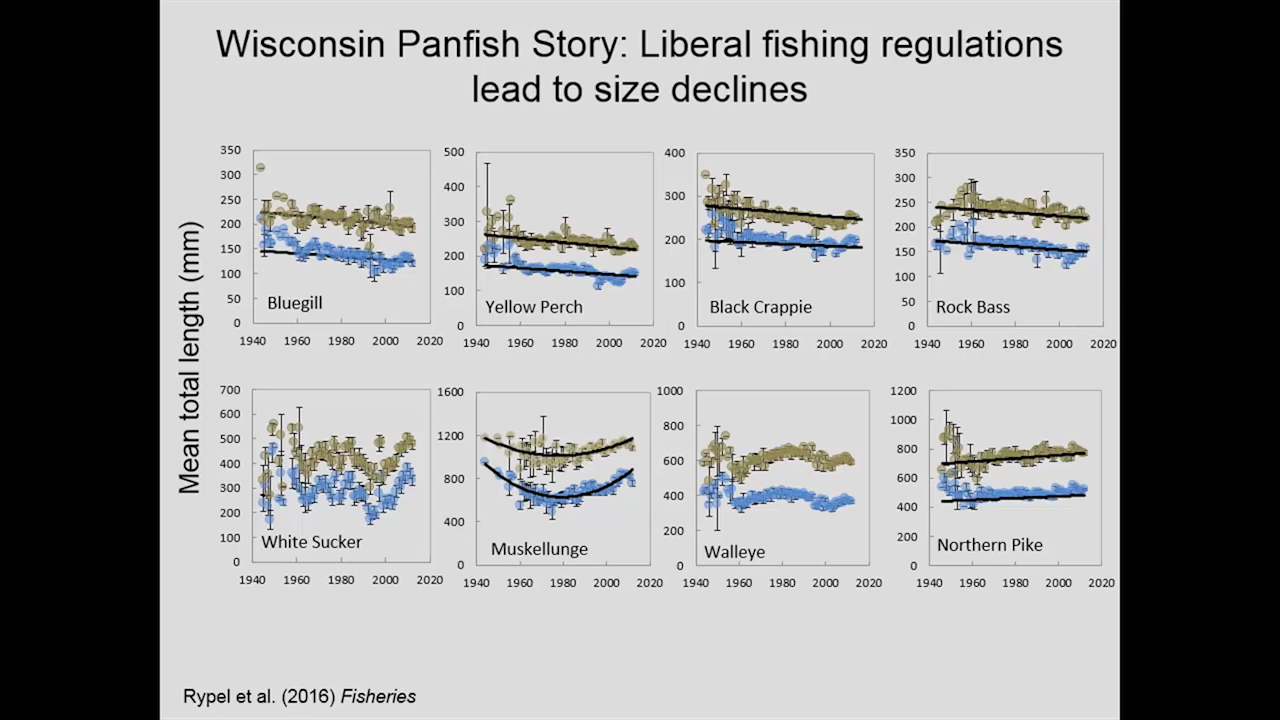 Wisconsin Panfish Story: Liberal fishing regulations
lead to size declines
Mean total length (mm)
350
300
250
200
150
100
50
0
1940 1960 1980 2000 2020
Bluegill
500
400
300
200
100
0
1940 1960 1980 2000 2020
Yellow Perch
400
300
200
100
0
1940 1960 1980 2000 2020
Black Crappie
350
300
250
200
150
100
50
0
1940 1960 1980 2000 2020
Rock Bass
700
600
500
400
300
200
100
0
1940 1960 1980 2000 2020
White Sucker
1600
1200
800
400
0
1940 1960 1980 2000 2020
Muskellunge
1000
800
600
400
200
0
1940 1960 1980 2000 2020
Walleye
1200
1000
800
600
400
200
0
1940 1960 1980 2000 2020
Northern Pike
Rypel et al. (2016) Fisheries